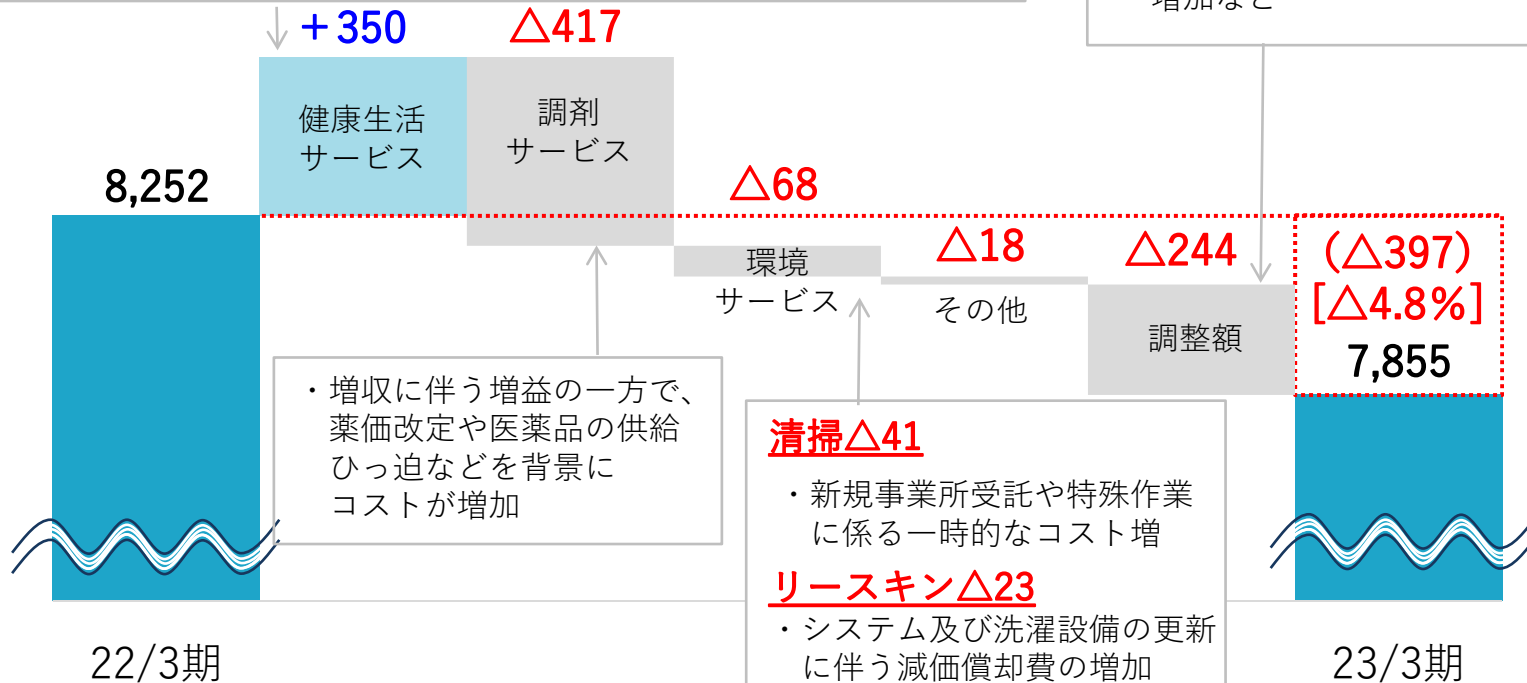 増加など
+350
△417
健康生活
サービス
調剤
サービス
8,252
△68
環境
サービス
△18
その他
△244
調整額
(△397)
[△4.8%]
7,855
・増収に伴う増益の一方で、
薬価改定や医薬品の供給
ひっ迫などを背景に
コストが増加
清掃△41
・新規事業所受託や特殊作業
に係る一時的なコスト増
リースキン△23
・システム及び洗濯設備の更新
に伴う減価償却費の増加
22/3期
23/3期